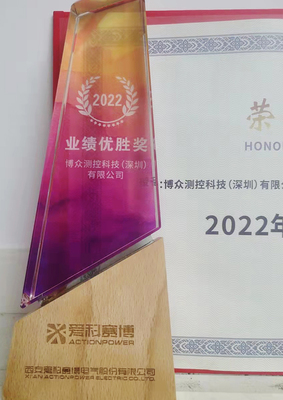 2022
业绩优胜奖
博众测控科技(深圳)
有限公司
爱科赛博
ACTIONPOWER
西安爱科赛博电气股份有限公司
XI'AN ACTIONPOWER ELECTRIC CO.,LTD.
荣
HONO
:博众测控科技(深圳)有限公
2022年